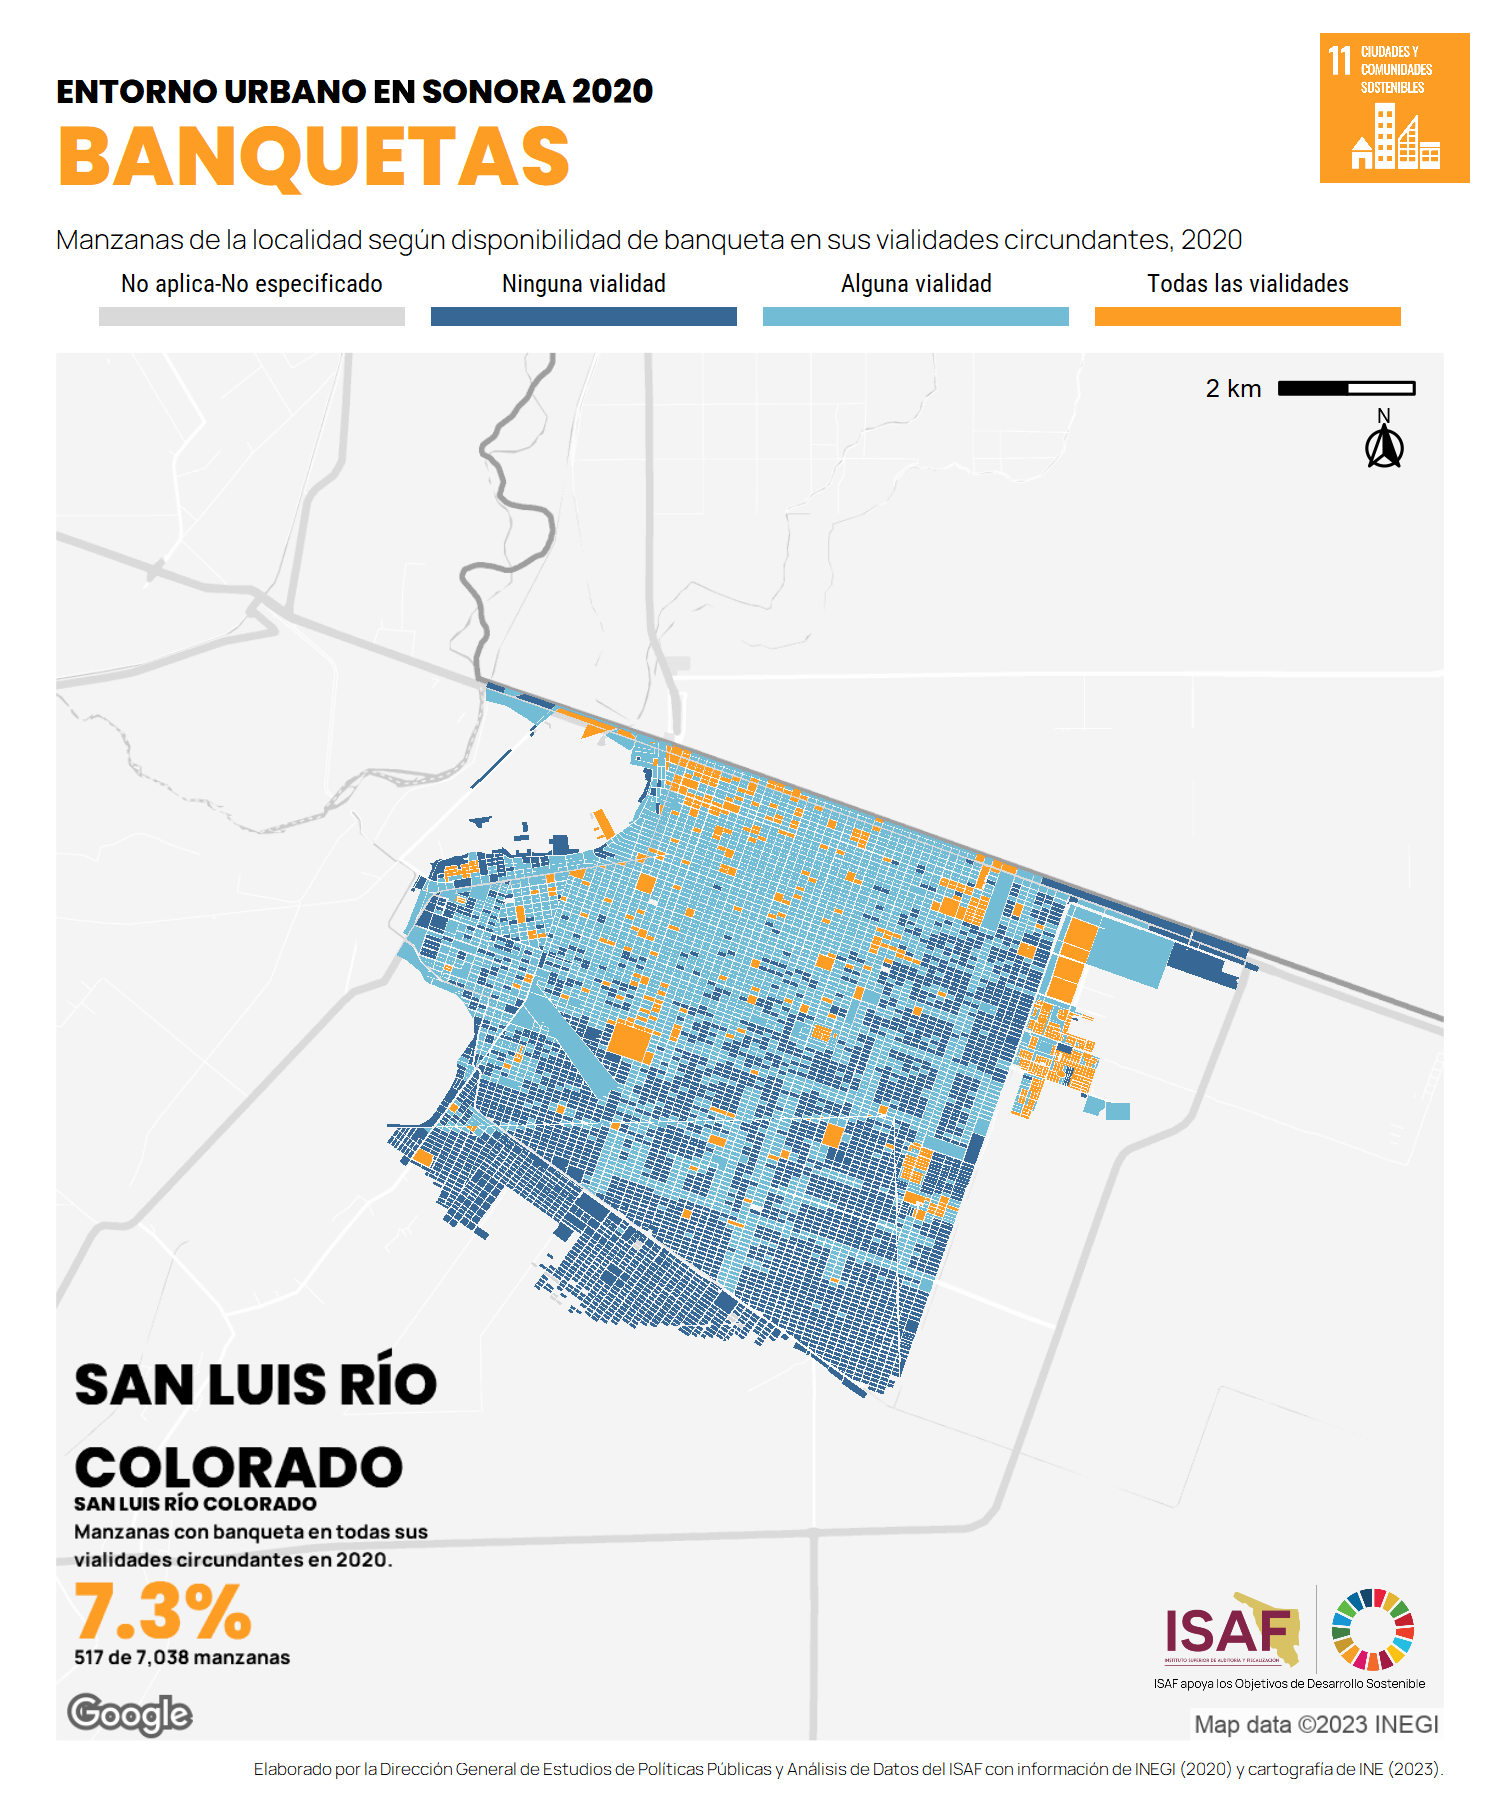 ENTORNO URBANO EN SONORA 2020
BANQUETAS
11 CIUDADES Y
COMUNIDADES
SOSTENIBLES
Manzanas de la localidad según disponibilidad de banqueta en sus vialidades circundantes, 2020
No aplica-No especificado
Ninguna vialidad
Alguna vialidad
Todas las vialidades
2 km
N
SAN LUIS RÍO
COLORADO
SAN LUIS RÍO COLORADO
Manzanas con banqueta en todas sus
vialidades circundantes en 2020.
7.3%
517 de 7,038 manzanas
ISAF
INSTITUTO SUPERIOR DE AUDITORÍA Y FISCALIZACIÓN
ISAF apoya los Objetivos de Desarrollo Sostenible
Google
Map data ©2023 INEGI
Elaborado por la Dirección General de Estudios de Políticas Públicas y Análisis de Datos del ISAF con información de INEGI (2020) y cartografía de INE (2023).